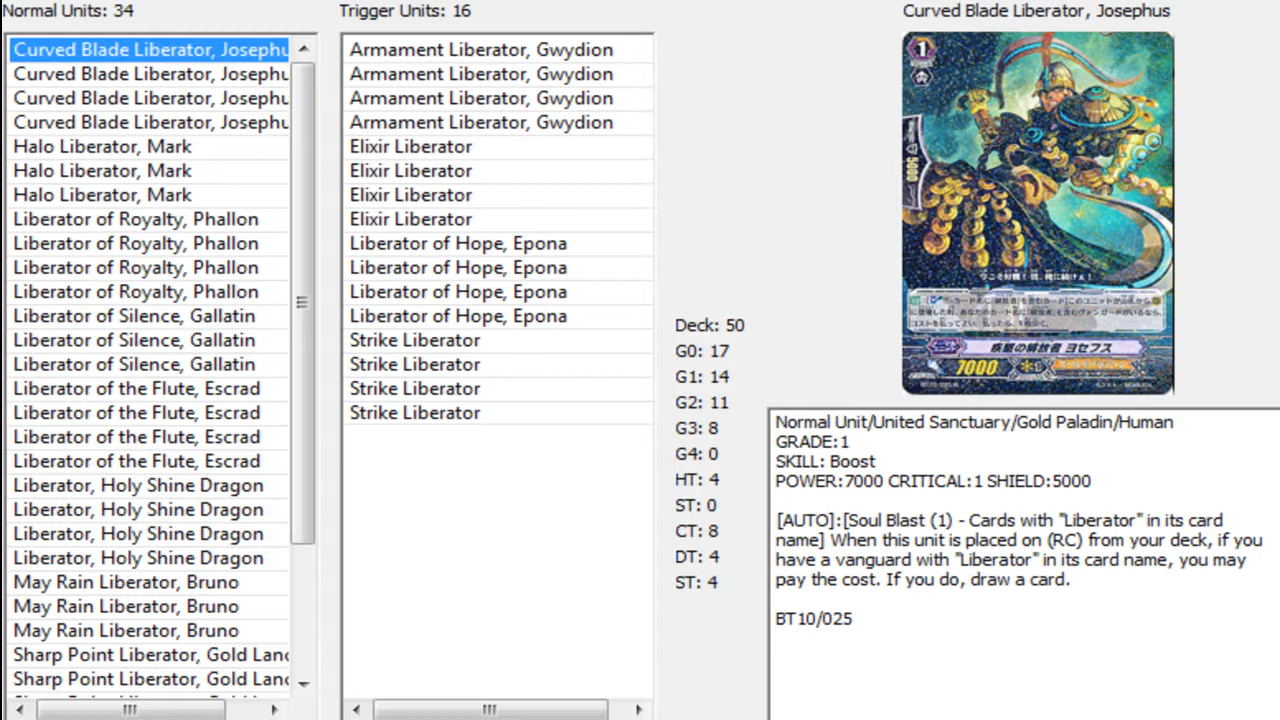 Normal Units: 34
Curved Blade Liberator, Josephu
Curved Blade Liberator, Josephu
Curved Blade Liberator, Josephu
Curved Blade Liberator, Josephu
Halo Liberator, Mark
Halo Liberator, Mark
Halo Liberator, Mark
Liberator of Royalty, Phallon
Liberator of Royalty, Phallon
Liberator of Royalty, Phallon
Liberator of Royalty, Phallon
Liberator of Silence, Gallatin
Liberator of Silence, Gallatin
Liberator of Silence, Gallatin
Liberator of the Flute, Escrad
Liberator of the Flute, Escrad
Liberator of the Flute, Escrad
Liberator of the Flute, Escrad
Liberator, Holy Shine Dragon
Liberator, Holy Shine Dragon
Liberator, Holy Shine Dragon
Liberator, Holy Shine Dragon
May Rain Liberator, Bruno
May Rain Liberator, Bruno
May Rain Liberator, Bruno
Sharp Point Liberator, Gold Lanc
Sharp Point Liberator, Gold Lanc
Trigger Units: 16
Armament Liberator, Gwydion
Armament Liberator, Gwydion
Armament Liberator, Gwydion
Armament Liberator, Gwydion
Elixir Liberator
Elixir Liberator
Elixir Liberator
Elixir Liberator
Liberator of Hope, Epona
Liberator of Hope, Epona
Liberator of Hope, Epona
Liberator of Hope, Epona
Strike Liberator
Strike Liberator
Strike Liberator
Strike Liberator
Deck: 50
G0: 17
G1: 14
G2: 11
G3: 8
G4: 0
HT: 4
ST: 0
CT: 8
DT: 4
ST: 4
Curved Blade Liberator, Josephus
1
5000
の解放者 ヨセフス
7000
Normal Unit/United Sanctuary/Gold Paladin/Human
GRADE:1
SKILL: Boost
POWER:7000 CRITICAL:1 SHIELD:5000
[AUTO]:[Soul Blast (1) - Cards with "Liberator" in its card
name] When this unit is placed on (RC) from your deck, if you
have a vanguard with "Liberator" in its card name, you may
pay the cost. If you do, draw a card.
BT10/025